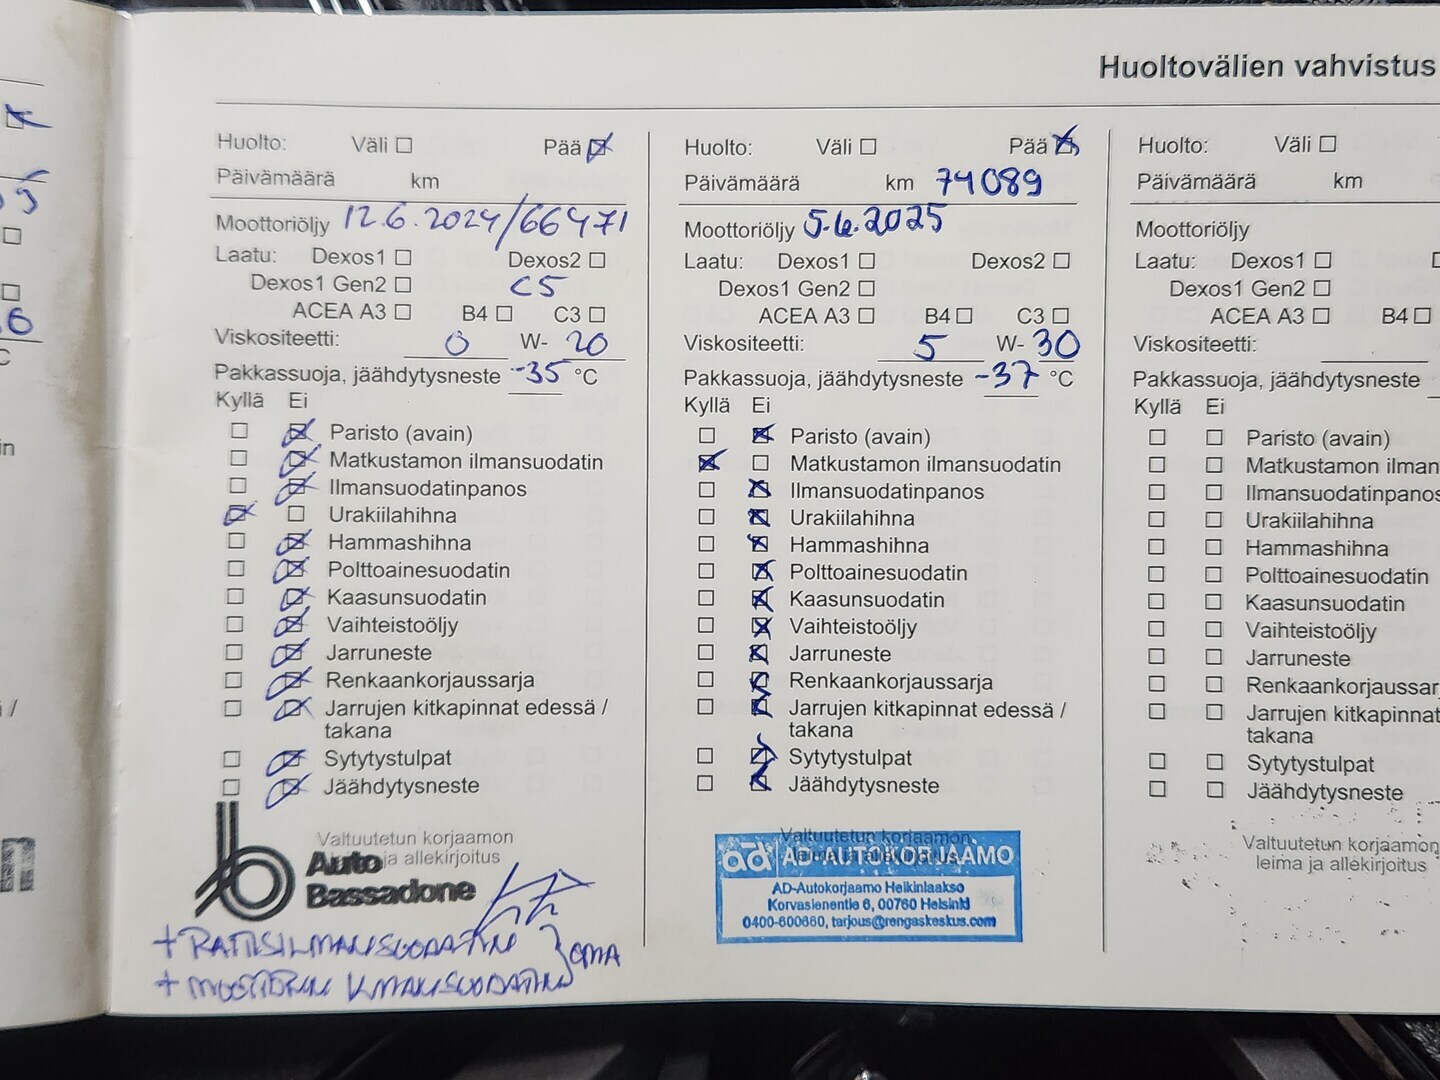 Huoltovälien vahvistus
Huolto: Väli Pää
Päivämäärä km
Moottoriöljy 12.6.2024/66471
Laatu: Dexos1 Dexos2
Dexos1 Gen2 C5
ACEA A3 B4 C3
Viskositeetti: 0 W- 20
Pakkassuoja, jäähdytysneste -35 °C
Kyllä Ei
Paristo (avain)
Matkustamon ilmansuodatin
Ilmansuodatinpanos
Urakiilahihna
Hammashihna
Polttoainesuodatin
Kaasunsuodatin
Vaihteistoöljy
Jarruneste
Renkaankorjaussarja
Jarrujen kitkapinnat edessä /
takana
Sytytystulpat
Jäähdytysneste
Valtuutetun korjaamon
leima ja allekirjoitus
Auto
Bassadone
+ RAITISILMANSUODATIN } OMA
+ MOOTTORIN ILMANSUODATIN
Huolto: Väli Pää
Päivämäärä km 74089
Moottoriöljy 5.6.2025
Laatu: Dexos1 Dexos2
Dexos1 Gen2
ACEA A3 B4 C3
Viskositeetti: 5 W- 30
Pakkassuoja, jäähdytysneste -37 °C
Kyllä Ei
Paristo (avain)
Matkustamon ilmansuodatin
Ilmansuodatinpanos
Urakiilahihna
Hammashihna
Polttoainesuodatin
Kaasunsuodatin
Vaihteistoöljy
Jarruneste
Renkaankorjaussarja
Jarrujen kitkapinnat edessä /
takana
Sytytystulpat
Jäähdytysneste
Valtuutetun korjaamon
leima ja allekirjoitus
ad AD-AUTOKORJAAMO
AD-Autokorjaamo Heikinlaakso
Korvasienentie 6, 00760 Helsinki
0400-600660, tarjous@rengaskeskus.com
Huolto: Väli
Päivämäärä km
Moottoriöljy
Laatu: Dexos1
Dexos1 Gen2
ACEA A3 B4
Viskositeetti:
Pakkassuoja, jäähdytysneste
Kyllä Ei
Paristo (avain)
Matkustamon ilman
Ilmansuodatinpanos
Urakiilahihna
Hammashihna
Polttoainesuodatin
Kaasunsuodatin
Vaihteistoöljy
Jarruneste
Renkaankorjaussar
Jarrujen kitkapinnat
takana
Sytytystulpat
Jäähdytysneste
Valtuutetun korjaamon
leima ja allekirjoitus